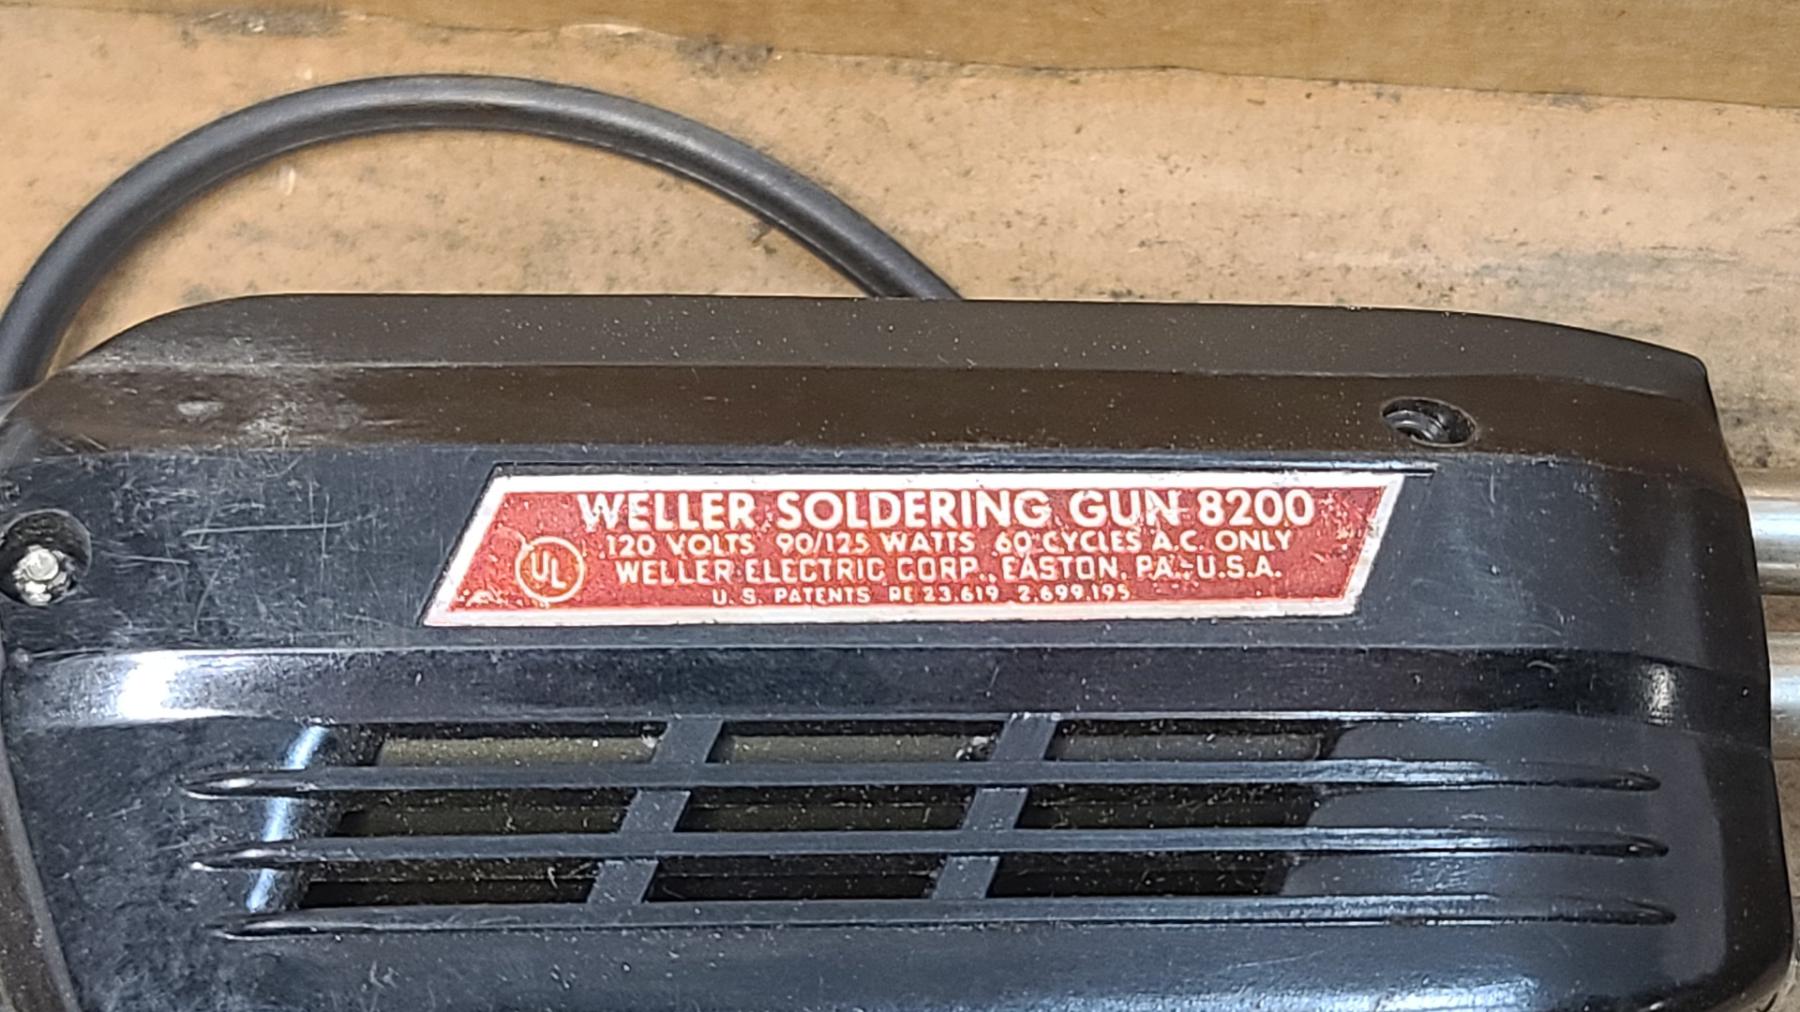 WELLER SOLDERING GUN 8200
120 VOLTS 90/125 WATTS 60 CYCLES A.C. ONLY
UL
WELLER ELECTRIC CORP., EASTON, PA.-U.S.A.
U.S. PATENTS RE 23,619 2,699,195